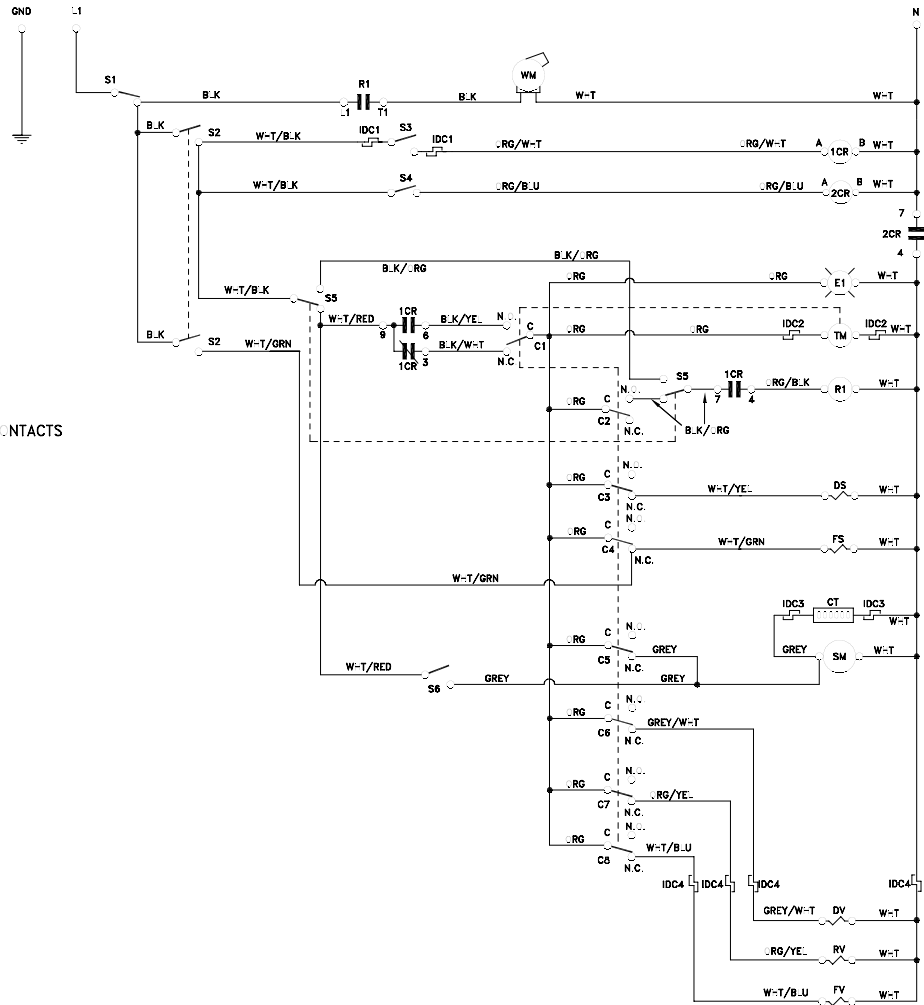 GND L1 N
WM
S1 R1
BLK BLK WHT WHT
L1 T1
BLK S2 WHT/BLK IDC1 S3 IDC1 ORG/WHT ORG/WHT A 1CR B WHT
WHT/BLK S4 ORG/BLU ORG/BLU A 2CR B WHT
7
2CR
4
BLK/ORG
BLK/ORG
ORG ORG E1 WHT
WHT/BLK S5
1CR N.O.
WHT/RED 9 6 BLK/YEL C ORG ORG IDC2 TM IDC2 WHT
BLK S2 WHT/GRN 1CR 3 BLK/WHT N.C. C1
S5 1CR
N.O. 7 4 ORG/BLK R1 WHT
ORG C
C2 N.C. BLK/ORG
ONTACTS
N.O.
ORG C
C3 WHT/YEL DS WHT
N.C.
N.O.
ORG C
C4 WHT/GRN FS WHT
N.C.
WHT/GRN
IDC3 CT IDC3
WHT
N.O.
ORG C
C5 GREY GREY SM WHT
N.C.
WHT/RED
S6 GREY GREY
N.O.
ORG C
C6 GREY/WHT
N.C.
N.O.
ORG C
C7 ORG/YEL
N.C.
N.O.
ORG C
C8 WHT/BLU
N.C.
IDC4 IDC4 IDC4 IDC4
GREY/WHT DV WHT
ORG/YEL RV WHT
WHT/BLU FV WHT